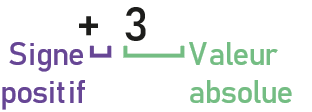 + 3
Signe Valeur
positif absolue